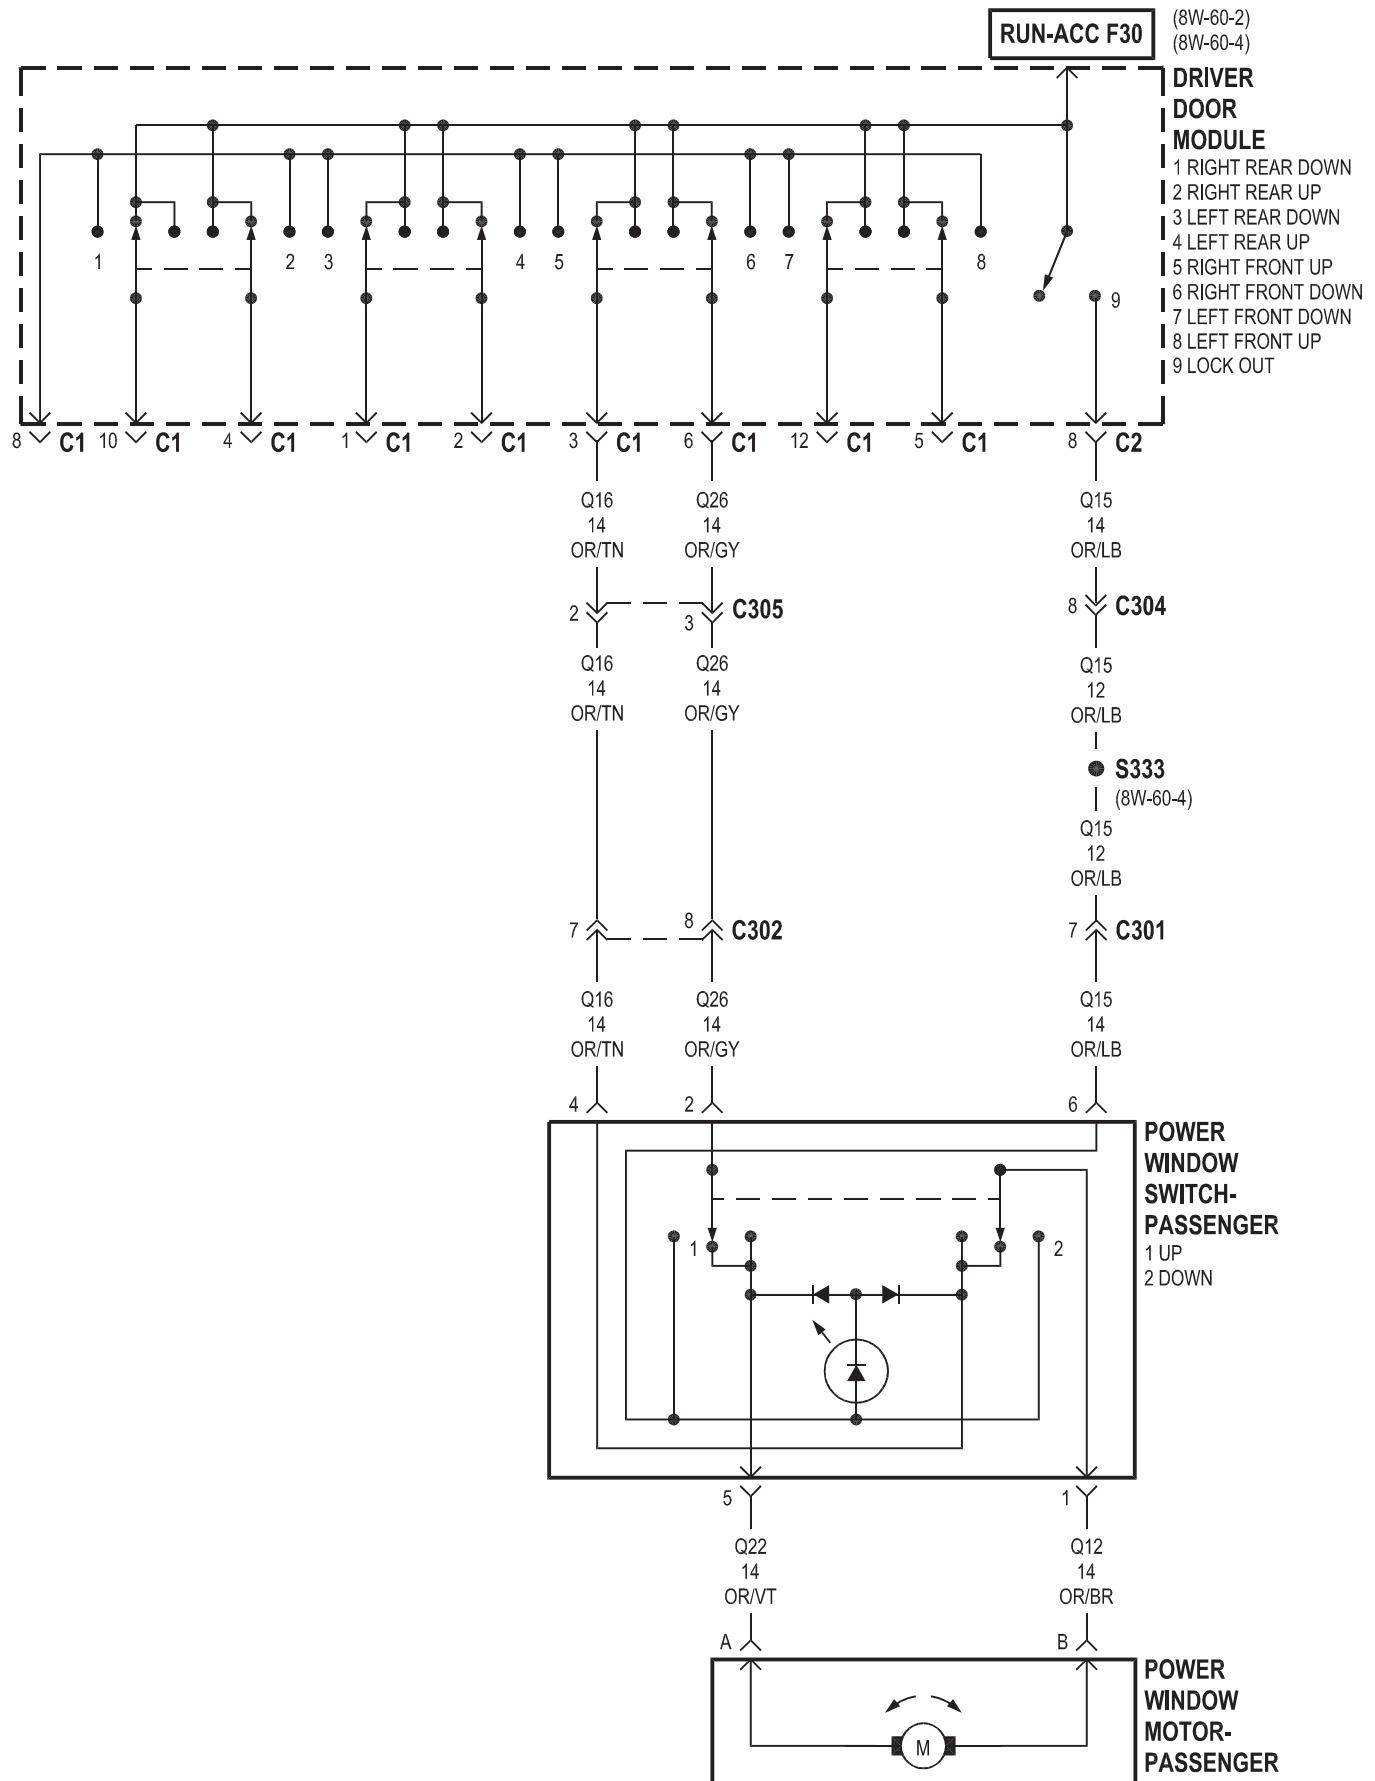 RUN-ACC F30
(8W-60-2)
(8W-60-4)
DRIVER
DOOR
MODULE
1 RIGHT REAR DOWN
2 RIGHT REAR UP
3 LEFT REAR DOWN
4 LEFT REAR UP
5 RIGHT FRONT UP
6 RIGHT FRONT DOWN
7 LEFT FRONT DOWN
8 LEFT FRONT UP
9 LOCK OUT
1 2 3 4 5 6 7 8
9
8 C1 10 C1 4 C1 1 C1 2 C1 3 C1 6 C1 12 C1 5 C1 8 C2
Q16 Q26 Q15
14 14 14
OR/TN OR/GY OR/LB
2 3 C305 8 C304
Q16 Q26 Q15
14 14 12
OR/TN OR/GY OR/LB
S333
(8W-60-4)
Q15
12
OR/LB
7 8 C302 7 C301
Q16 Q26 Q15
14 14 14
OR/TN OR/GY OR/LB
4 2 6
POWER
WINDOW
SWITCH-
PASSENGER
1 UP
2 DOWN
1 2
5 1
Q22 Q12
14 14
OR/VT OR/BR
A B
POWER
WINDOW
MOTOR-
PASSENGER
M